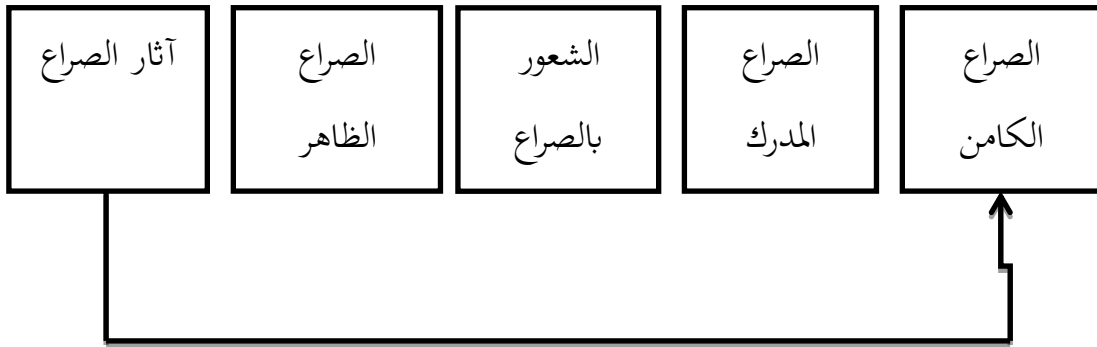 الصراع
الكامن
الصراع
المدرك
الشعور
بالصراع
الصراع
الظاهر
آثار الصراع